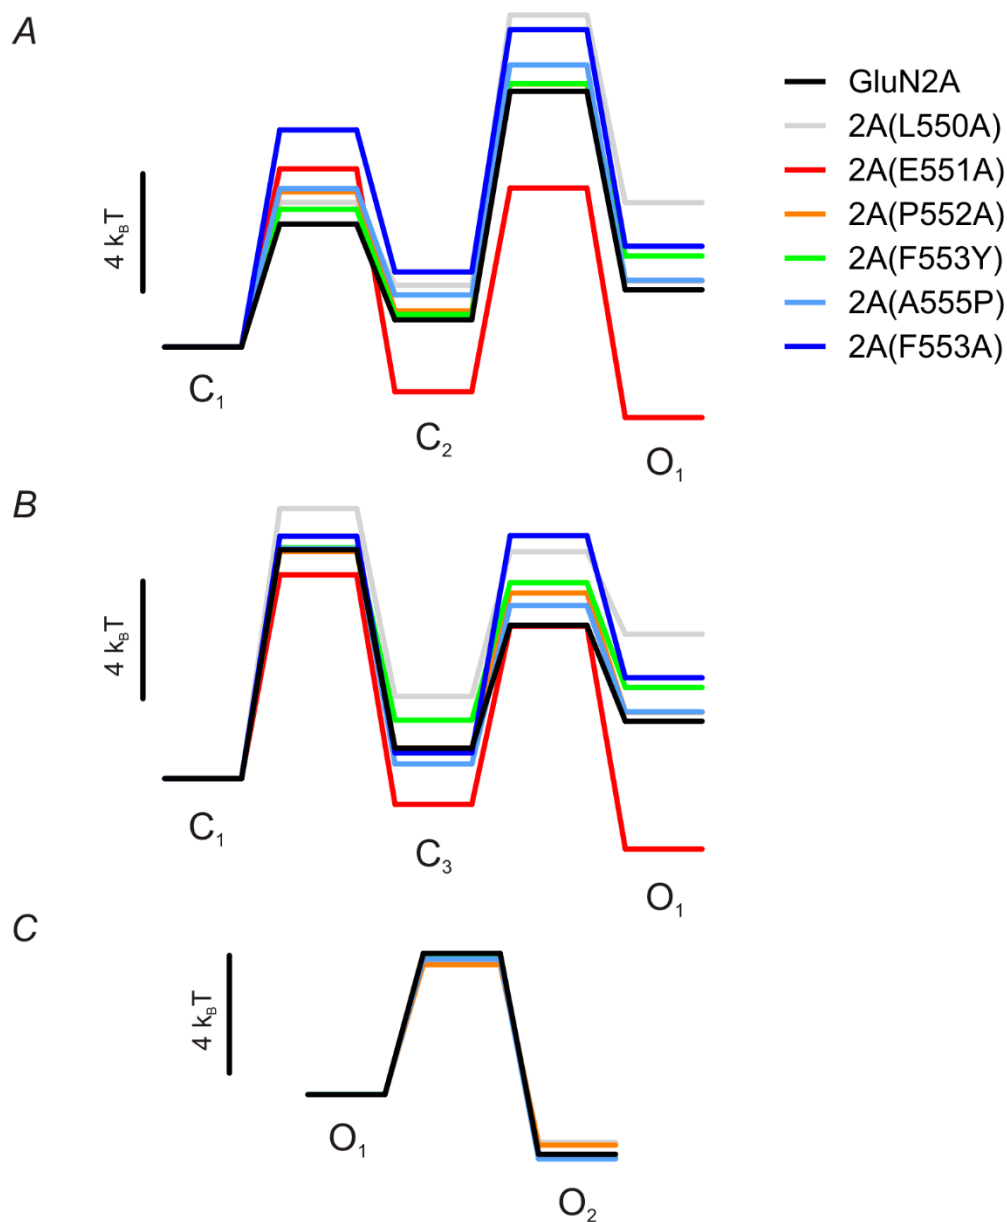 A
4 kBT
C1
C2
O1
GluN2A
2A(L550A)
2A(E551A)
2A(P552A)
2A(F553Y)
2A(A555P)
2A(F553A)
B
4 kBT
C1
C3
O1
C
4 kBT
O1
O2